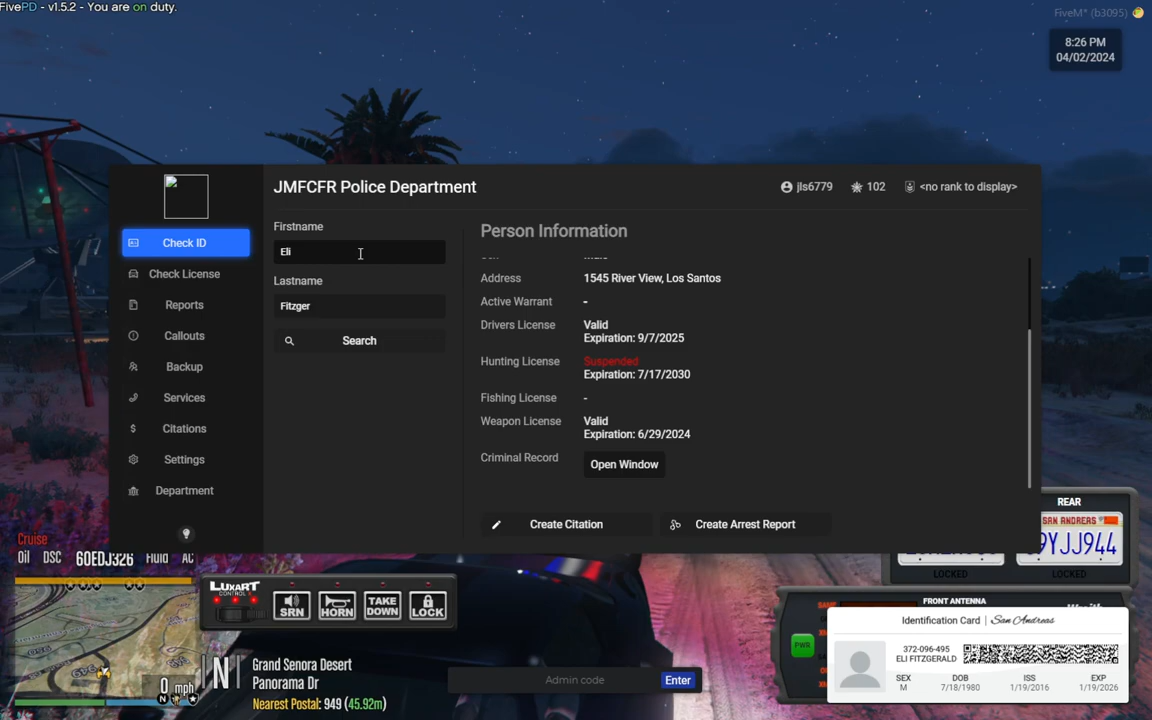 FivePD - v1.5.2 - You are on duty.
FiveM* (b3095)
8:26 PM
04/02/2024
JMFCFR Police Department
jls6779
102
<no rank to display>
Check ID
Check License
Reports
Callouts
Backup
Services
Citations
Settings
Department
Firstname
Eli
Lastname
Fitzger
Search
Person Information
Address 1545 River View, Los Santos
Active Warrant -
Drivers License Valid
Expiration: 9/7/2025
Hunting License Suspended
Expiration: 7/17/2030
Fishing License -
Weapon License Valid
Expiration: 6/29/2024
Criminal Record Open Window
Create Citation
Create Arrest Report
REAR
SAN ANDREAS
9YJJ944
LOCKED
LOCKED
FRONT ANTENNA
PWR
Identification Card | San Andreas
372-096-495
ELI FITZGERALD
SEX DOB ISS EXP
M 7/18/1980 1/19/2016 1/19/2026
Cruise
Oil DSC 60EDJ326 Fluid AC
LUXART
CONTROL
SRN
HORN
TAKE DOWN
LOCK
0 mph
N
Grand Senora Desert
Panorama Dr
Nearest Postal: 949 (45.92m)
Admin code
Enter